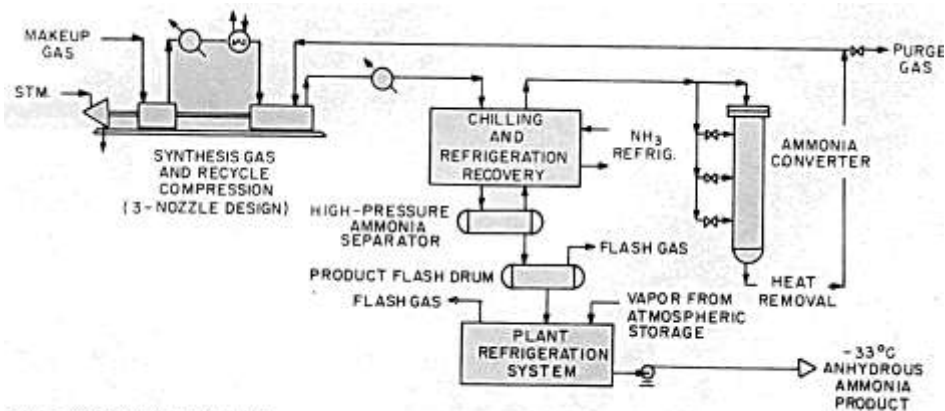 MAKEUP
GAS
STM.
SYNTHESIS GAS
AND RECYCLE
COMPRESSION
(3-NOZZLE DESIGN)
PURGE
GAS
CHILLING
AND
REFRIGERATION
RECOVERY
NH3
REFRIG.
AMMONIA
CONVERTER
HIGH-PRESSURE
AMMONIA
SEPARATOR
FLASH GAS
PRODUCT FLASH DRUM
HEAT
REMOVAL
FLASH GAS
VAPOR FROM
ATMOSPHERIC
STORAGE
PLANT
REFRIGERATION
SYSTEM
-33°C
ANHYDROUS
AMMONIA
PRODUCT